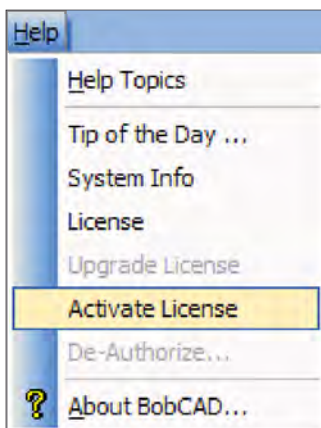 Help
Help Topics
Tip of the Day ...
System Info
License
Upgrade License
Activate License
De-Authorize...
? About BobCAD...